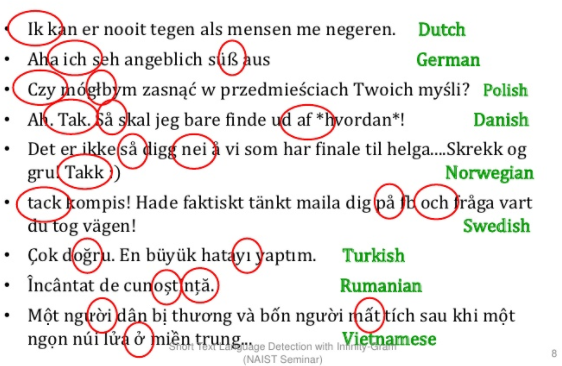 • Ik kan er nooit tegen als mensen me negeren. Dutch
• Aha ich seh angeblich süß aus German
• Czy mógłbym zasnąć w przedmieściach Twoich myśli? Polish
• Ah. Tak. Så skal jeg bare finde ud af *hvordan*! Danish
• Det er ikke så digg nei å vi som har finale til helga....Skrekk og
gru! Takk :) Norwegian
• tack kompis! Hade faktiskt tänkt maila dig på fb och fråga vart
du tog vägen! Swedish
• Çok doğru. En büyük hatayı yaptım. Turkish
• Încântat de cunoştinţă. Rumanian
• Một người dân bị thương và bốn người mất tích sau khi một
ngọn núi lửa ở miền trung... Vietnamese
Short Text Language Detection with Infinity-Gram
(NAIST Seminar)
8